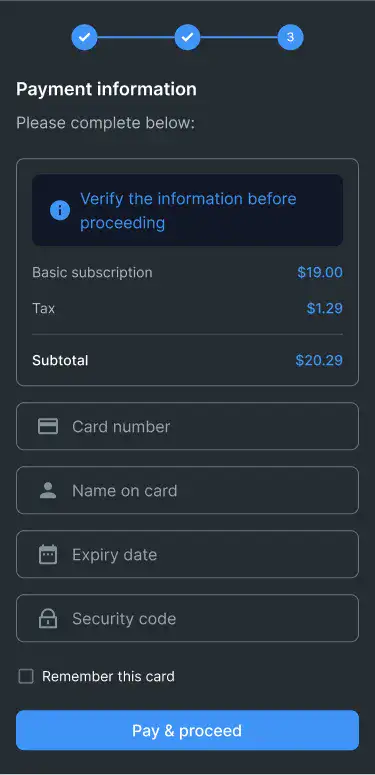 3
Payment information
Please complete below:
Verify the information before
proceeding
Basic subscription $19.00
Tax $1.29
Subtotal $20.29
Card number
Name on card
Expiry date
Security code
Remember this card
Pay & proceed